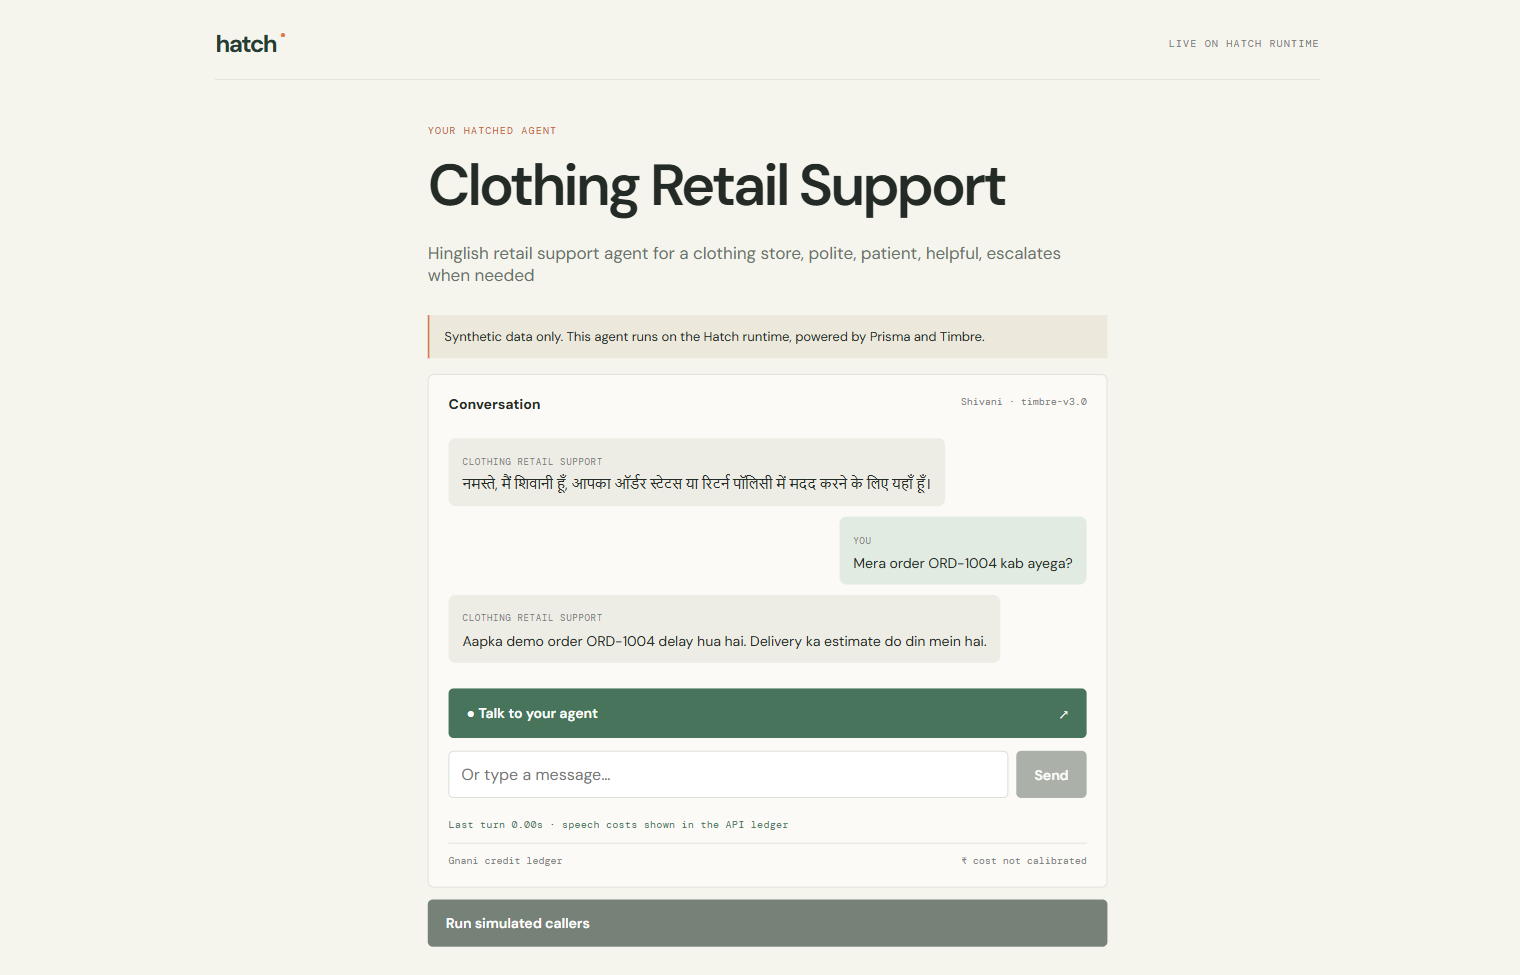 hatch
LIVE ON HATCH RUNTIME
YOUR HATCHED AGENT
Clothing Retail Support
Hinglish retail support agent for a clothing store, polite, patient, helpful, escalates
when needed
Synthetic data only. This agent runs on the Hatch runtime, powered by Prisma and Timbre.
Conversation
Shivani · timbre-v3.0
CLOTHING RETAIL SUPPORT
नमस्ते, मैं शिवानी हूँ, आपका ऑर्डर स्टेटस या रिटर्न पॉलिसी में मदद करने के लिए यहाँ हूँ।
YOU
Mera order ORD-1004 kab ayega?
CLOTHING RETAIL SUPPORT
Aapka demo order ORD-1004 delay hua hai. Delivery ka estimate do din mein hai.
● Talk to your agent ↗
Or type a message...
Send
Last turn 0.00s · speech costs shown in the API ledger
Gnani credit ledger
₹ cost not calibrated
Run simulated callers